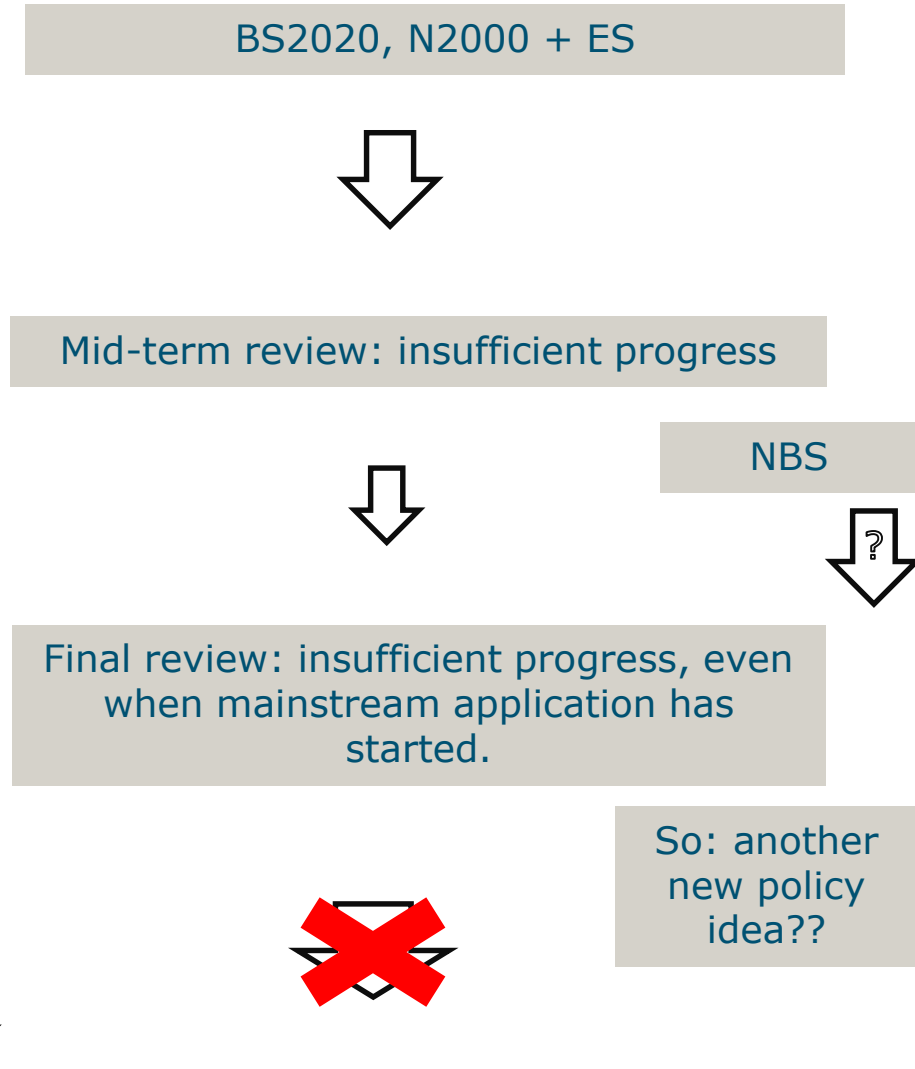 BS2020, N2000 + ES
Mid-term review: insufficient progress
NBS
?
Final review: insufficient progress, even
when mainstream application has
started.
So: another
new policy
idea??